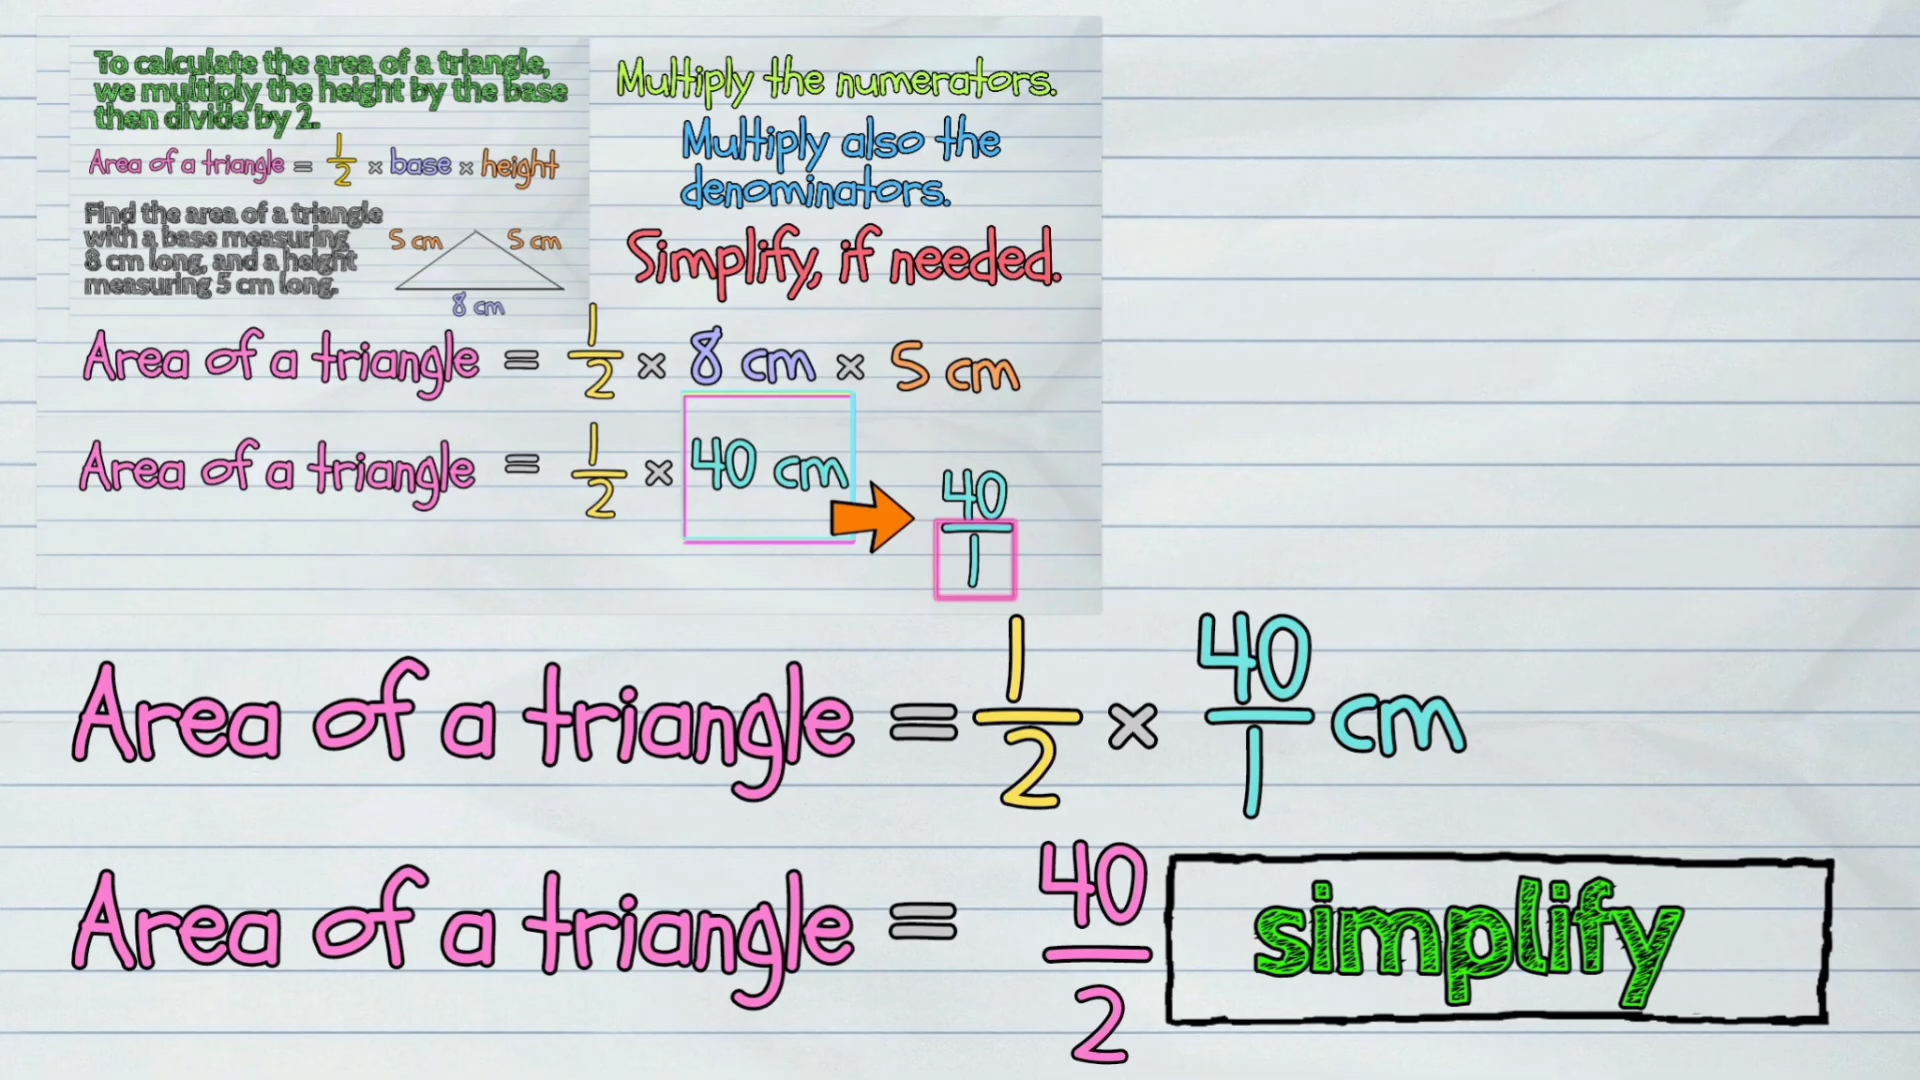 To calculate the area of a triangle,
we multiply the height by the base
then divide by 2.
Area of a triangle = 1/2 × base × height
Find the area of a triangle
with a base measuring
8 cm long, and a height
measuring 5 cm long.
5 cm 5 cm
8 cm
Multiply the numerators.
Multiply also the
denominators.
Simplify, if needed.
Area of a triangle = 1/2 × 8 cm × 5 cm
Area of a triangle = 1/2 × 40 cm
40/1
Area of a triangle = 1/2 × 40/1 cm
Area of a triangle = 40/2
simplify